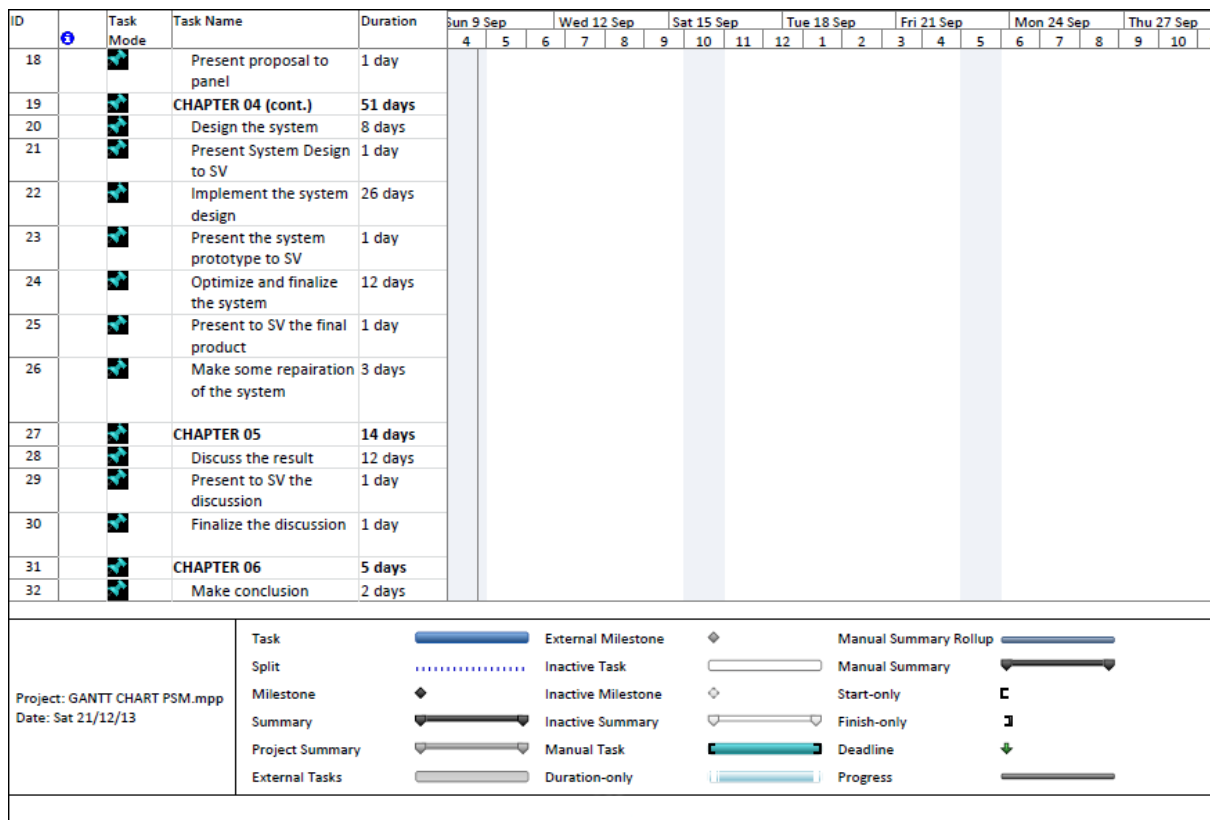 ID Task Mode Task Name Duration Sun 9 Sep Wed 12 Sep Sat 15 Sep Tue 18 Sep Fri 21 Sep Mon 24 Sep Thu 27 Sep
4 5 6 7 8 9 10 11 12 1 2 3 4 5 6 7 8 9 10
18 Present proposal to panel 1 day
19 CHAPTER 04 (cont.) 51 days
20 Design the system 8 days
21 Present System Design to SV 1 day
22 Implement the system design 26 days
23 Present the system prototype to SV 1 day
24 Optimize and finalize the system 12 days
25 Present to SV the final product 1 day
26 Make some repairation of the system 3 days
27 CHAPTER 05 14 days
28 Discuss the result 12 days
29 Present to SV the discussion 1 day
30 Finalize the discussion 1 day
31 CHAPTER 06 5 days
32 Make conclusion 2 days
Project: GANTT CHART PSM.mpp
Date: Sat 21/12/13
Task External Milestone Manual Summary Rollup
Split Inactive Task Manual Summary
Milestone Inactive Milestone Start-only
Summary Inactive Summary Finish-only
Project Summary Manual Task Deadline
External Tasks Duration-only Progress